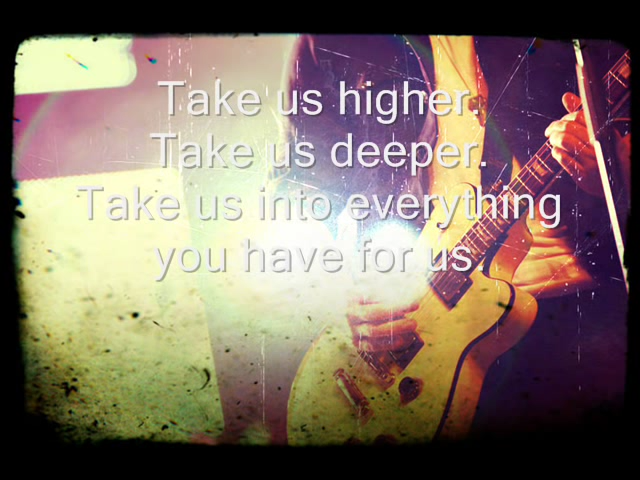 Take us higher.
Take us deeper.
Take us into everything
you have for us.